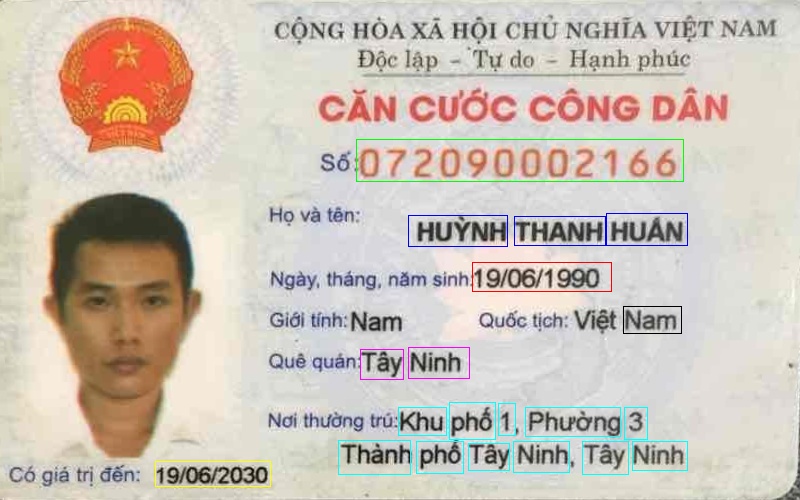 CỘNG HÒA XÃ HỘI CHỦ NGHĨA VIỆT NAM
Độc lập - Tự do - Hạnh phúc
CĂN CƯỚC CÔNG DÂN
Số: 072090002166
Họ và tên:
HUỲNH THANH HUẤN
Ngày, tháng, năm sinh: 19/06/1990
Giới tính: Nam Quốc tịch: Việt Nam
Quê quán: Tây Ninh
Nơi thường trú: Khu phố 1, Phường 3
Thành phố Tây Ninh, Tây Ninh
Có giá trị đến: 19/06/2030